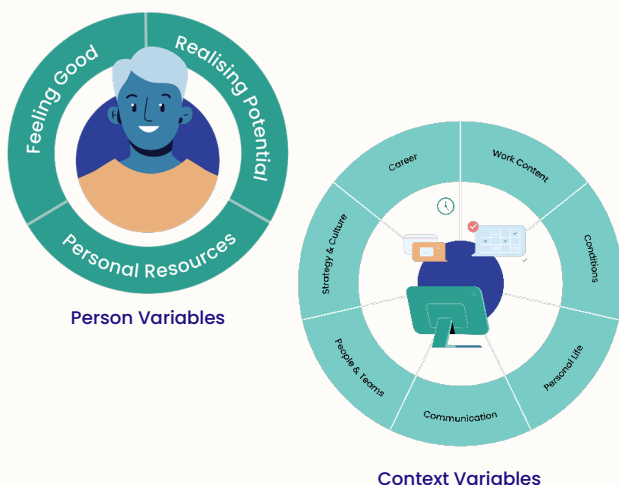 Feeling Good
Realising Potential
Personal Resources
Person Variables
Career
Work Content
Conditions
Personal Life
Communication
People & Teams
Strategy & Culture
Context Variables